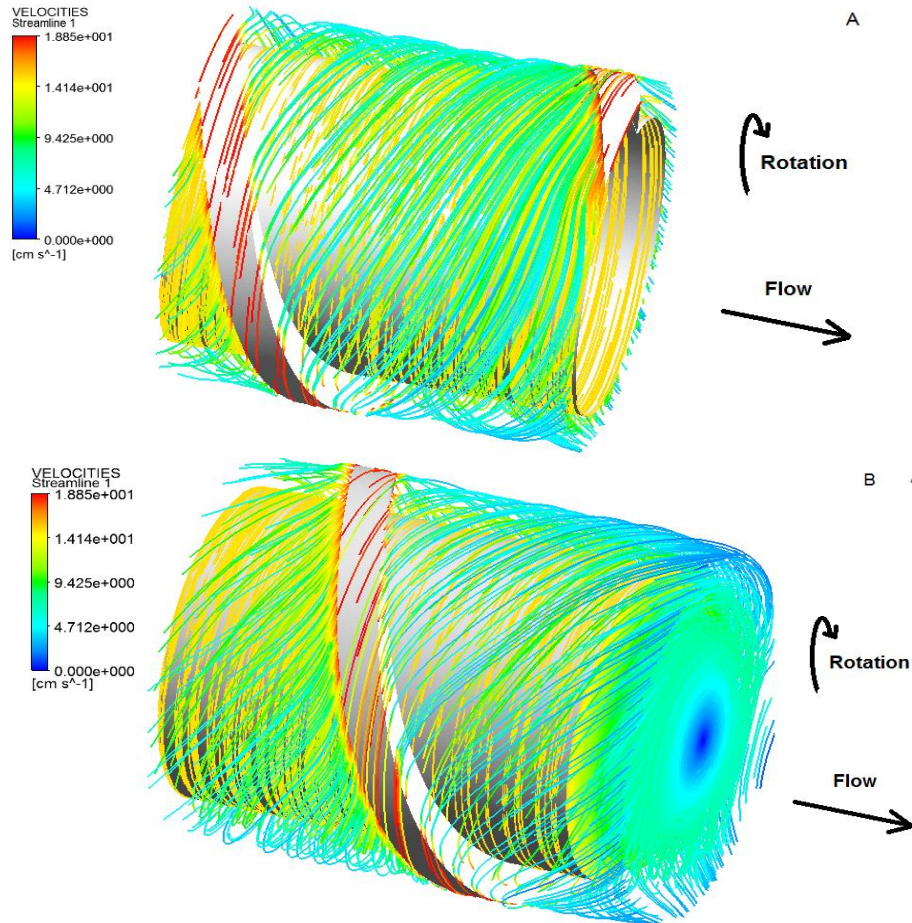 VELOCITIES
Streamline 1
1.885e+001
1.414e+001
9.425e+000
4.712e+000
0.000e+000
[cm s^-1]
A
Rotation
Flow
VELOCITIES
Streamline 1
1.885e+001
1.414e+001
9.425e+000
4.712e+000
0.000e+000
[cm s^-1]
B
Rotation
Flow